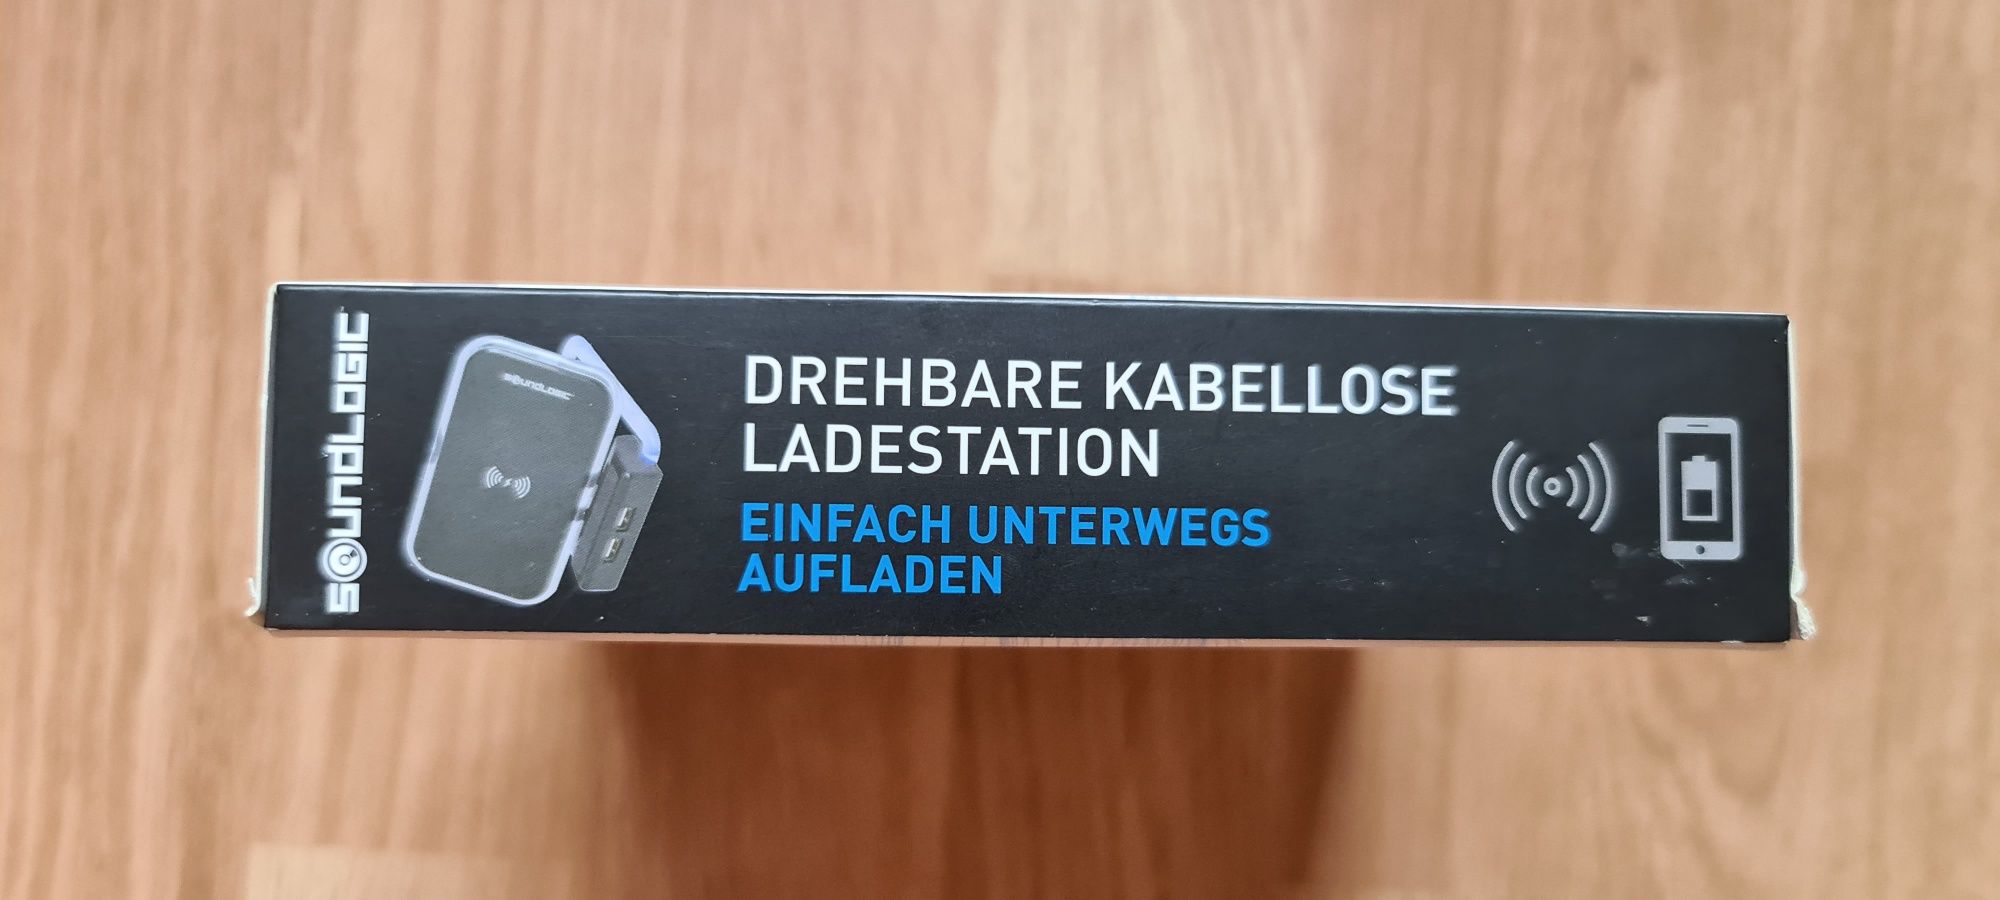 SOUNDLOGIC
SOUNDLOGIC
DREHBARE KABELLOSE
LADESTATION
EINFACH UNTERWEGS
AUFLADEN